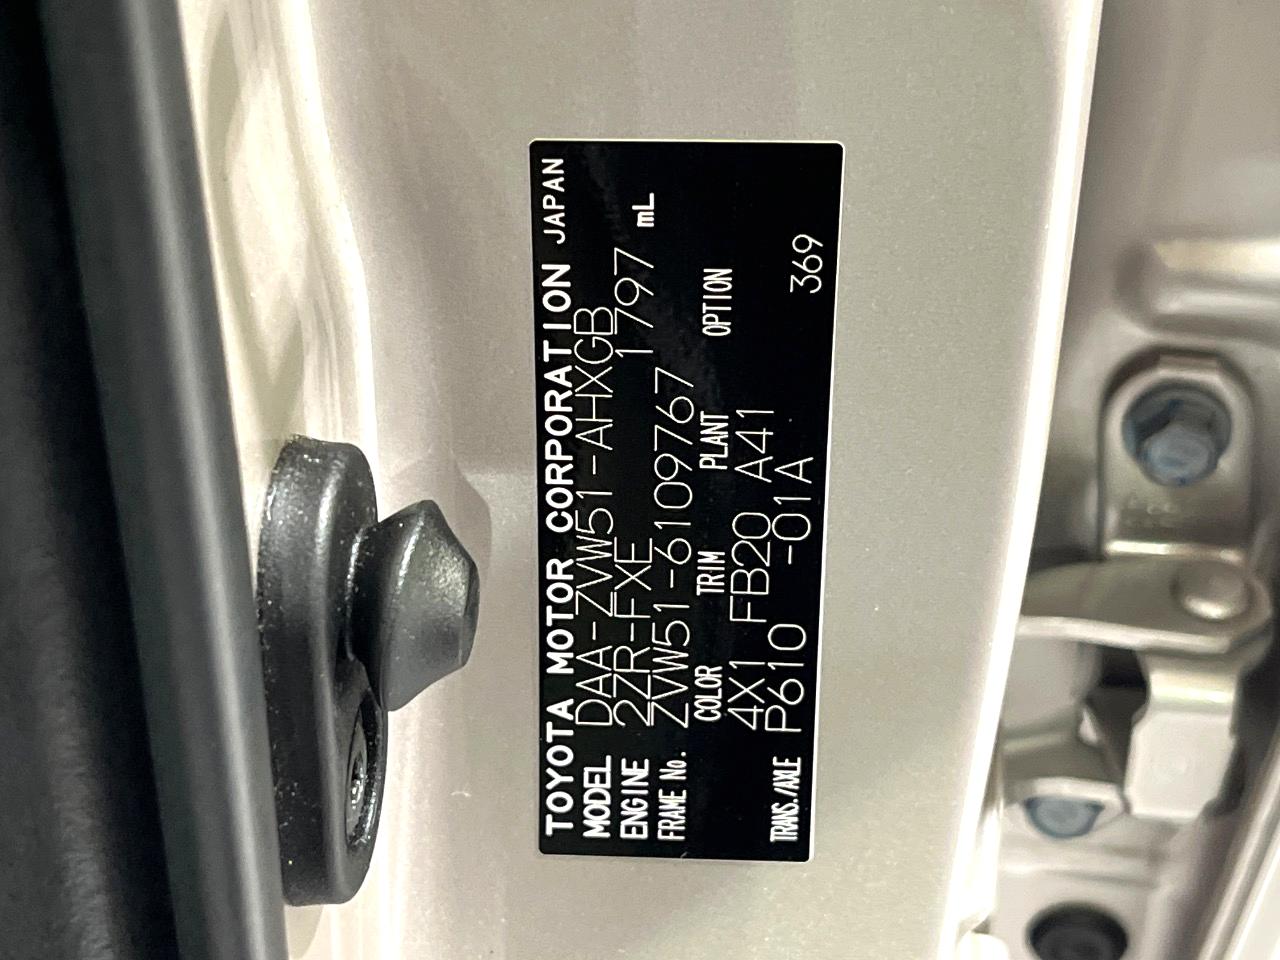 TOYOTA MOTOR CORPORATION JAPAN
MODEL DAA-ZVW51-AHXGB
ENGINE 2ZR-FXE 1797 mL
FRAME No. ZVW51-6109767
COLOR TRIM PLANT OPTION
4X1 FB20 A41
TRANS./AXLE P610 -01A 369